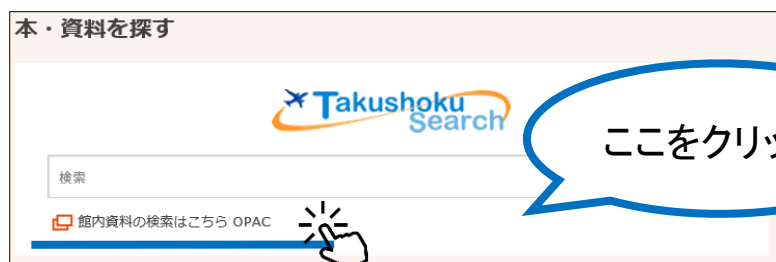 本・資料を探す
Takushoku
Search
ここをクリッ
検索
館内資料の検索はこちら OPAC